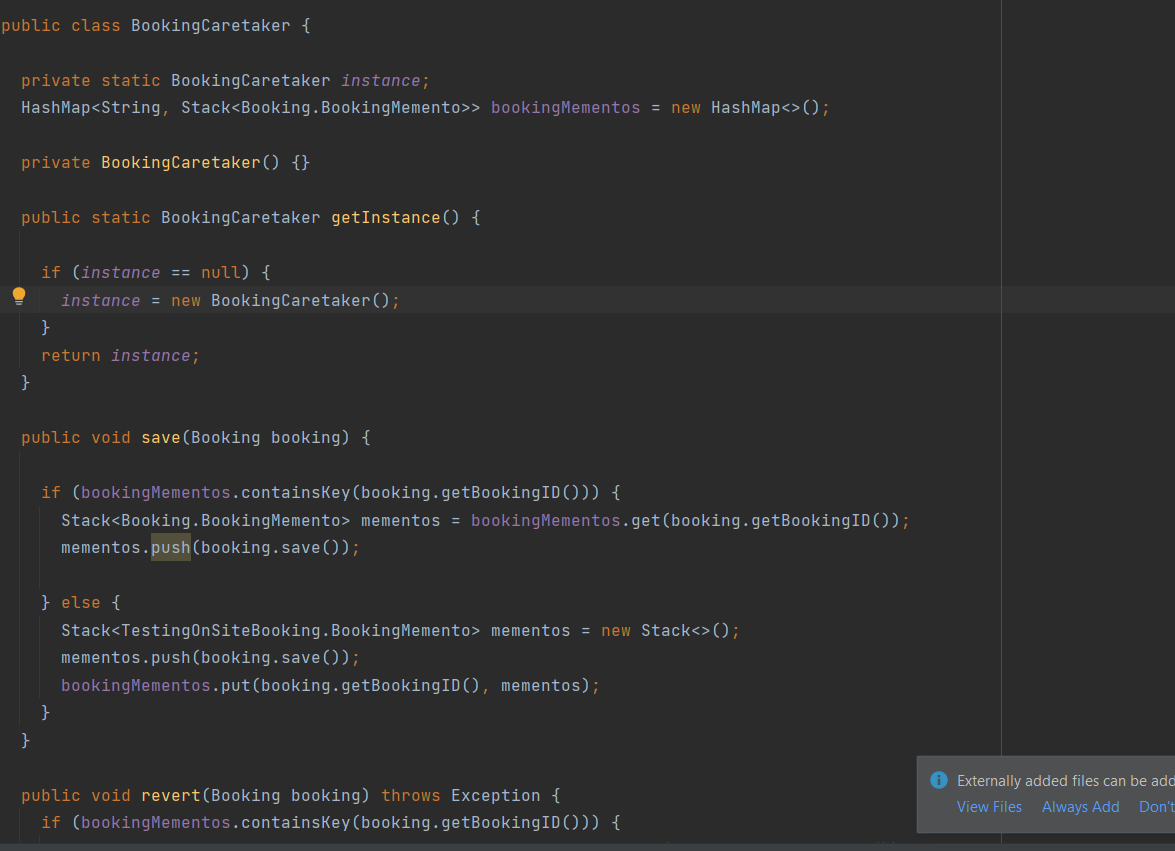 public class BookingCaretaker {
private static BookingCaretaker instance;
HashMap<String, Stack<Booking.BookingMemento>> bookingMementos = new HashMap<>();
private BookingCaretaker() {}
public static BookingCaretaker getInstance() {
if (instance == null) {
instance = new BookingCaretaker();
}
return instance;
}
public void save(Booking booking) {
if (bookingMementos.containsKey(booking.getBookingID())) {
Stack<Booking.BookingMemento> mementos = bookingMementos.get(booking.getBookingID());
mementos.push(booking.save());
} else {
Stack<TestingOnSiteBooking.BookingMemento> mementos = new Stack<>();
mementos.push(booking.save());
bookingMementos.put(booking.getBookingID(), mementos);
}
}
public void revert(Booking booking) throws Exception {
if (bookingMementos.containsKey(booking.getBookingID())) {
Externally added files can be add
View Files Always Add Don't